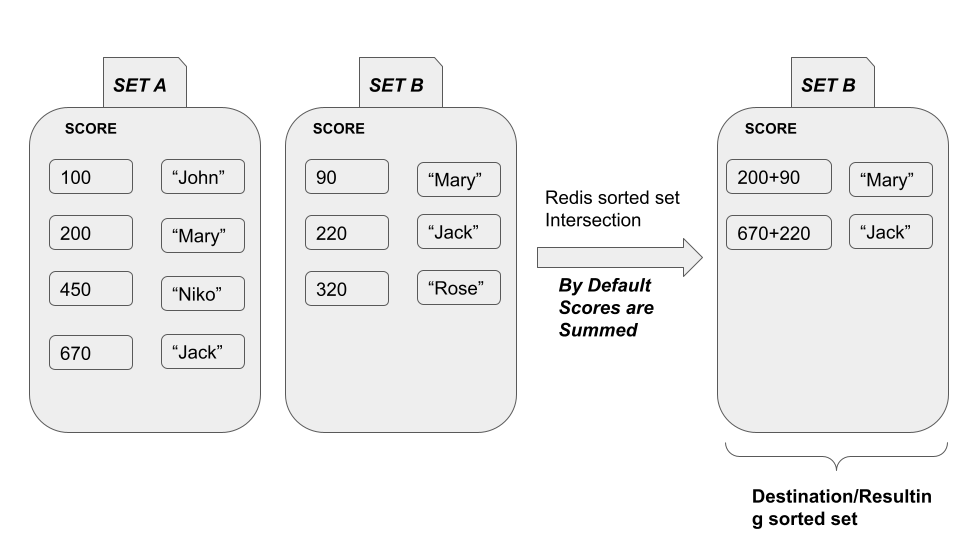 SET A
SCORE
100 “John”
200 “Mary”
450 “Niko”
670 “Jack”
SET B
SCORE
90 “Mary”
220 “Jack”
320 “Rose”
Redis sorted set
Intersection
By Default
Scores are
Summed
SET B
SCORE
200+90 “Mary”
670+220 “Jack”
Destination/Resultin
g sorted set